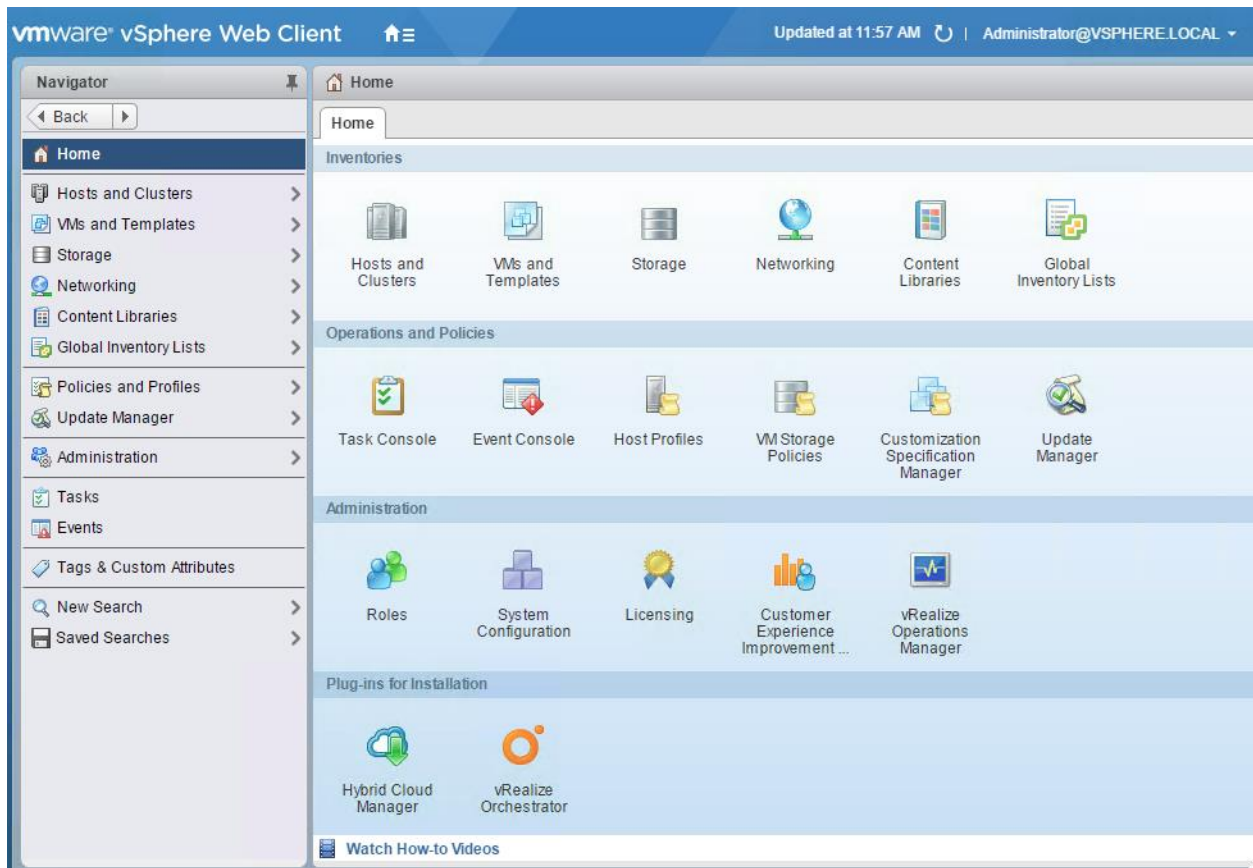 vmware® vSphere Web Client
Updated at 11:57 AM | Administrator@VSPHERE.LOCAL
Navigator
Back
Home
Hosts and Clusters
VMs and Templates
Storage
Networking
Content Libraries
Global Inventory Lists
Policies and Profiles
Update Manager
Administration
Tasks
Events
Tags & Custom Attributes
New Search
Saved Searches
Home
Home
Inventories
Hosts and
Clusters
VMs and
Templates
Storage
Networking
Content
Libraries
Global
Inventory Lists
Operations and Policies
Task Console
Event Console
Host Profiles
VM Storage
Policies
Customization
Specification
Manager
Update
Manager
Administration
Roles
System
Configuration
Licensing
Customer
Experience
Improvement ...
vRealize
Operations
Manager
Plug-ins for Installation
Hybrid Cloud
Manager
vRealize
Orchestrator
Watch How-to Videos